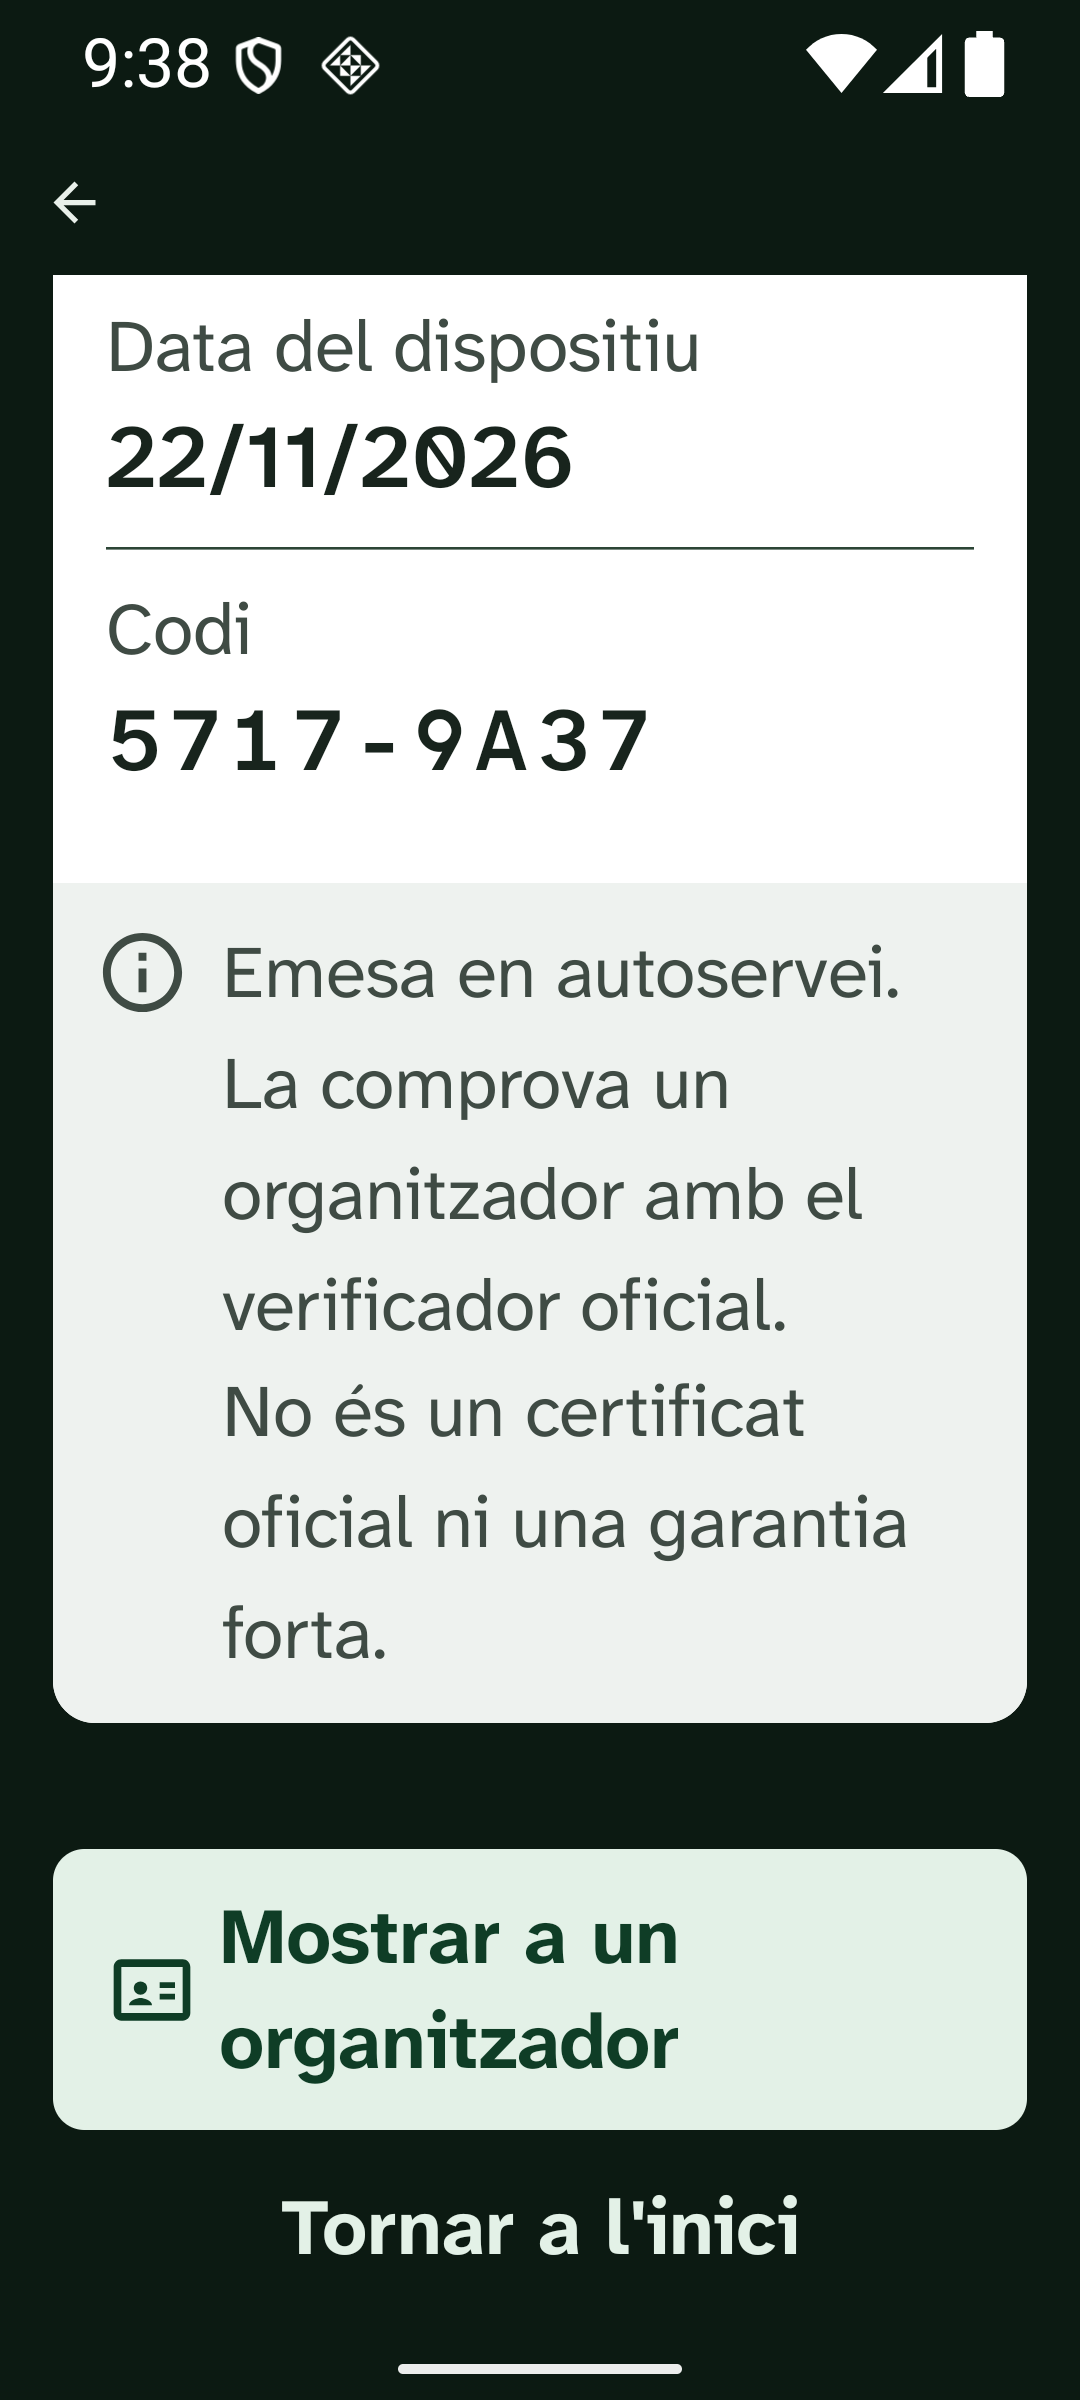 9:38
Data del dispositiu
22/11/2026
Codi
5717-9A37
Emesa en autoservei.
La comprova un
organitzador amb el
verificador oficial.
No és un certificat
oficial ni una garantia
forta.
Mostrar a un
organitzador
Tornar a l'inici